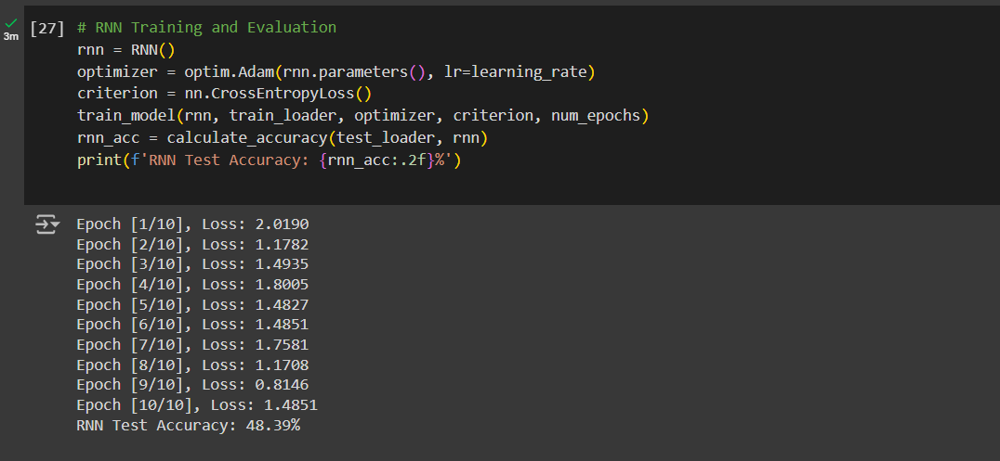 3m
[27] # RNN Training and Evaluation
rnn = RNN()
optimizer = optim.Adam(rnn.parameters(), lr=learning_rate)
criterion = nn.CrossEntropyLoss()
train_model(rnn, train_loader, optimizer, criterion, num_epochs)
rnn_acc = calculate_accuracy(test_loader, rnn)
print(f'RNN Test Accuracy: {rnn_acc:.2f}%')
Epoch [1/10], Loss: 2.0190
Epoch [2/10], Loss: 1.1782
Epoch [3/10], Loss: 1.4935
Epoch [4/10], Loss: 1.8005
Epoch [5/10], Loss: 1.4827
Epoch [6/10], Loss: 1.4851
Epoch [7/10], Loss: 1.7581
Epoch [8/10], Loss: 1.1708
Epoch [9/10], Loss: 0.8146
Epoch [10/10], Loss: 1.4851
RNN Test Accuracy: 48.39%